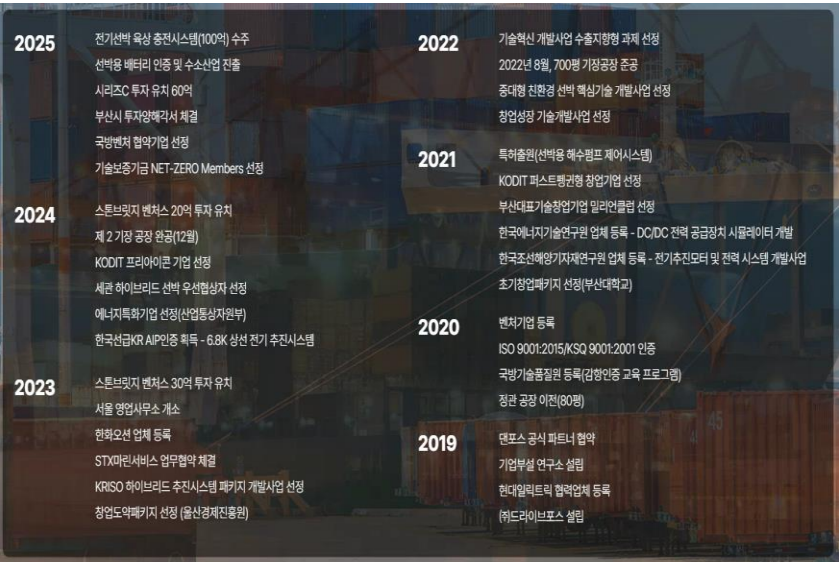 2025
전기선박 육상 충전시스템(100억) 수주
선박용 배터리 인증 및 수소산업 진출
시리즈C 투자 유치 60억
부산시 투자양해각서 체결
국방벤처 협약기업 선정
기술보증기금 NET-ZERO Members 선정
2024
스톤브릿지 벤처스 20억 투자 유치
제 2 기장 공장 완공(12월)
KODIT 프리아이콘 기업 선정
세관 하이브리드 선박 우선협상자 선정
에너지특화기업 선정(산업통상자원부)
한국선급KR AIP인증 획득 - 6.8K 상선 전기 추진시스템
2023
스톤브릿지 벤처스 30억 투자 유치
서울 영업사무소 개소
한화오션 업체 등록
STX마린서비스 업무협약 체결
KRISO 하이브리드 추진시스템 패키지 개발사업 선정
창업도약패키지 선정 (울산경제진흥원)
2022
기술혁신 개발사업 수출지향형 과제 선정
2022년 8월, 700평 기장공장 준공
중대형 친환경 선박 핵심기술 개발사업 선정
창업성장 기술개발사업 선정
2021
특허출원(선박용 해수펌프 제어시스템)
KODIT 퍼스트펭귄형 창업기업 선정
부산대표기술창업기업 밀리언클럽 선정
한국에너지기술연구원 업체 등록 - DC/DC 전력 공급장치 시뮬레이터 개발
한국조선해양기자재연구원 업체 등록 - 전기추진모터 및 전력 시스템 개발사업
초기창업패키지 선정(부산대학교)
2020
벤처기업 등록
ISO 9001:2015/KSQ 9001:2001 인증
국방기술품질원 등록(감항인증 교육 프로그램)
정관 공장 이전(80평)
2019
댄포스 공식 파트너 협약
기업부설 연구소 설립
현대일릭트릭 협력업체 등록
㈜드라이브포스 설립
45